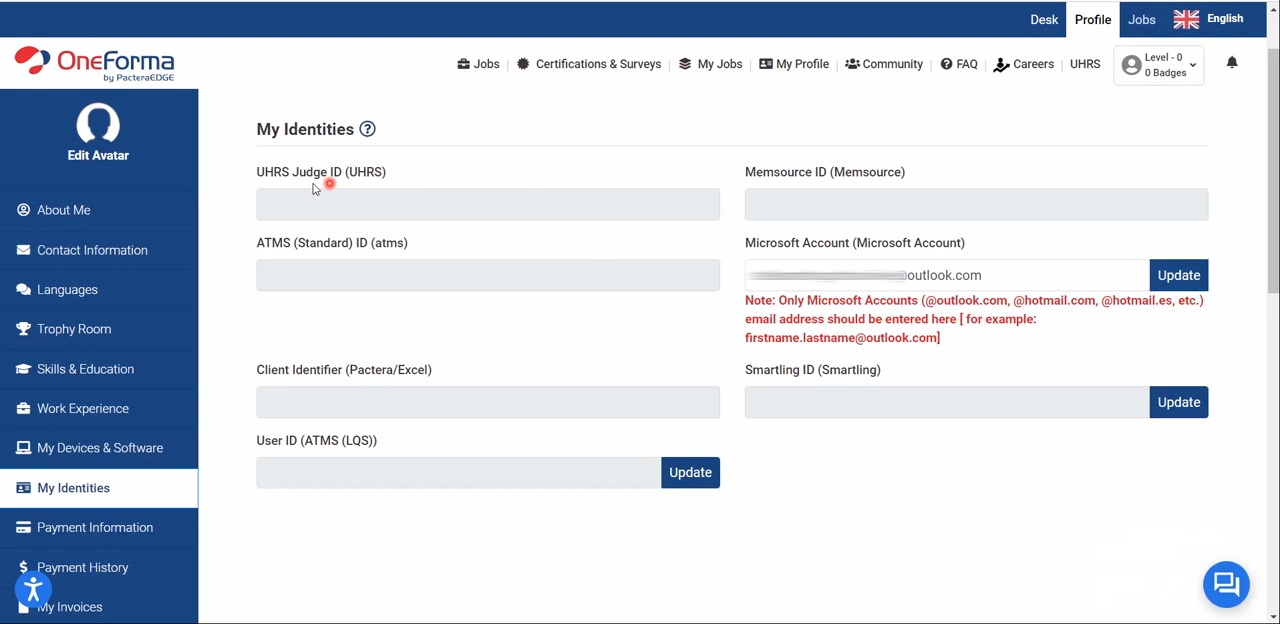 Desk Profile Jobs English
OneForma
by PacteraEDGE
Jobs Certifications & Surveys My Jobs My Profile Community FAQ Careers UHRS Level - 0
0 Badges
Edit Avatar
About Me
Contact Information
Languages
Trophy Room
Skills & Education
Work Experience
My Devices & Software
My Identities
Payment Information
Payment History
My Invoices
My Identities ?
UHRS Judge ID (UHRS)
Memsource ID (Memsource)
ATMS (Standard) ID (atms)
Microsoft Account (Microsoft Account)
outlook.com Update
Note: Only Microsoft Accounts (@outlook.com, @hotmail.com, @hotmail.es, etc.)
email address should be entered here [ for example:
firstname.lastname@outlook.com]
Client Identifier (Pactera/Excel)
Smartling ID (Smartling)
Update
User ID (ATMS (LQS))
Update